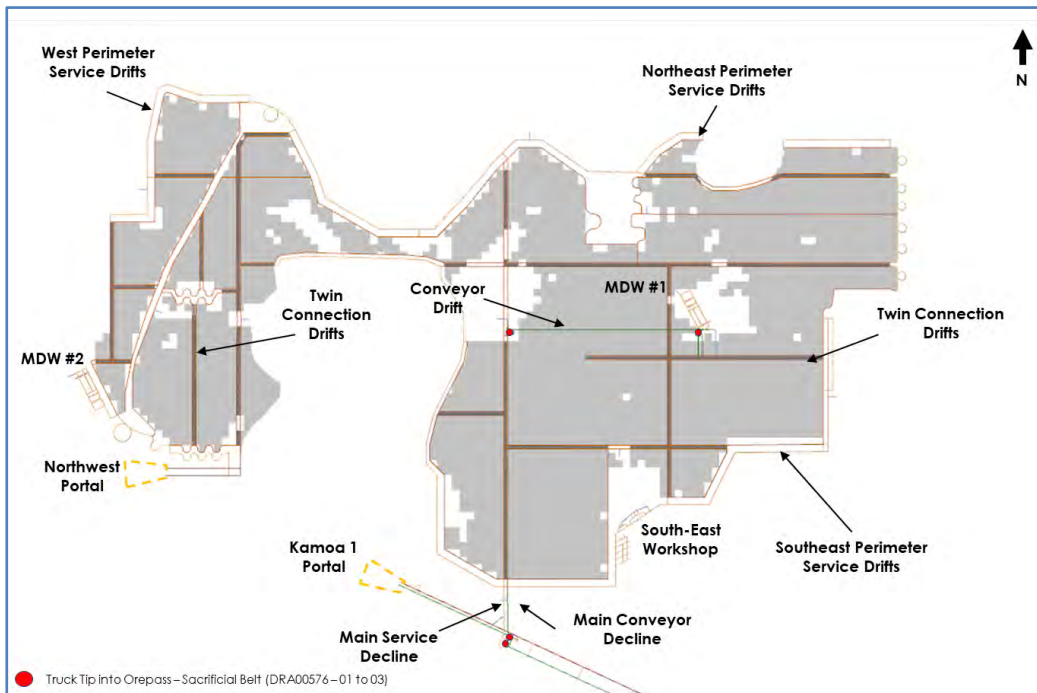 West Perimeter
Service Drifts
Northeast Perimeter
Service Drifts
N
Twin
Connection
Drifts
Conveyor
Drift
MDW #1
Twin Connection
Drifts
MDW #2
Northwest
Portal
South-East
Workshop
Southeast Perimeter
Service Drifts
Kamoa 1
Portal
Main Service
Decline
Main Conveyor
Decline
Truck Tip into Orepass – Sacrificial Belt (DRA00576 – 01 to 03)